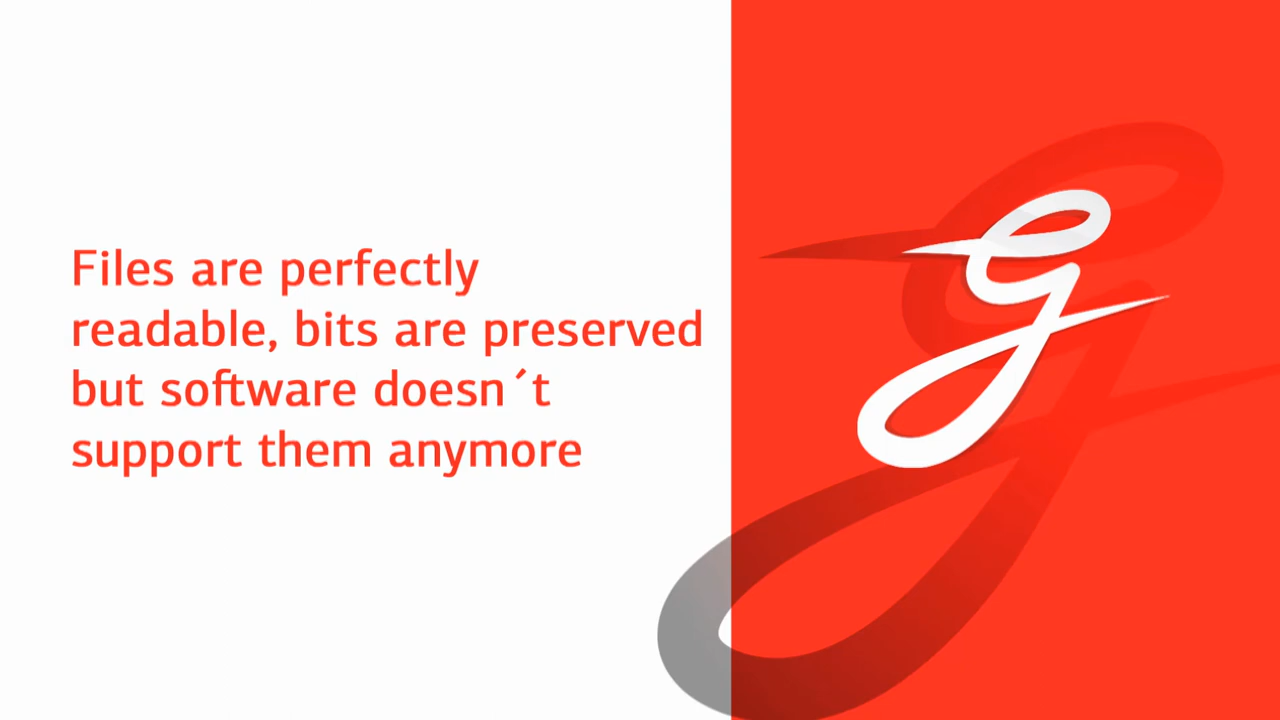 Files are perfectly
readable, bits are preserved
but software doesn´t
support them anymore